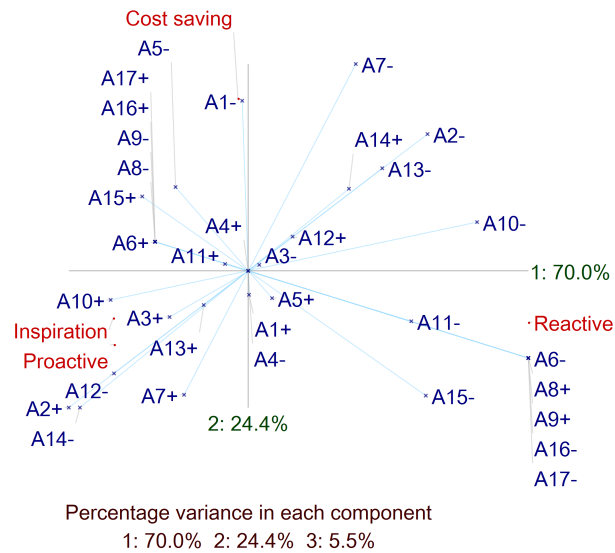 Cost saving
A5-
A7-
A17+
A1-
A16+
A14+
A2-
A9-
A13-
A8-
A15+
A4+
A10-
A12+
A6+
A11+
A3-
1: 70.0%
A10+
A5+
A3+
A11-
Reactive
Inspiration
A1+
A13+
Proactive
A4-
A6-
A12-
A7+
A15-
A8+
A2+
2: 24.4%
A9+
A14-
A16-
A17-
Percentage variance in each component
1: 70.0% 2: 24.4% 3: 5.5%